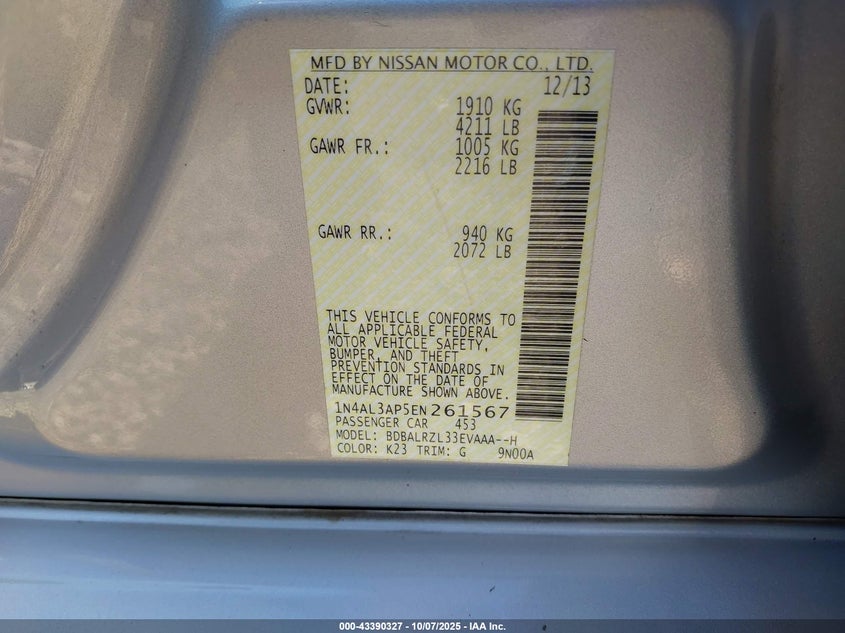 MFD BY NISSAN MOTOR CO., LTD.
DATE: 12/13
GVWR: 1910 KG
4211 LB
GAWR FR.: 1005 KG
2216 LB
GAWR RR.: 940 KG
2072 LB
THIS VEHICLE CONFORMS TO
ALL APPLICABLE FEDERAL
MOTOR VEHICLE SAFETY,
BUMPER, AND THEFT
PREVENTION STANDARDS IN
EFFECT ON THE DATE OF
MANUFACTURE SHOWN ABOVE.
1N4AL3AP5EN261567
PASSENGER CAR 453
MODEL: BDBALRZL33EVAAA--H
COLOR: K23 TRIM: G 9N00A
000-43390327 - 10/07/2025 - IAA Inc.